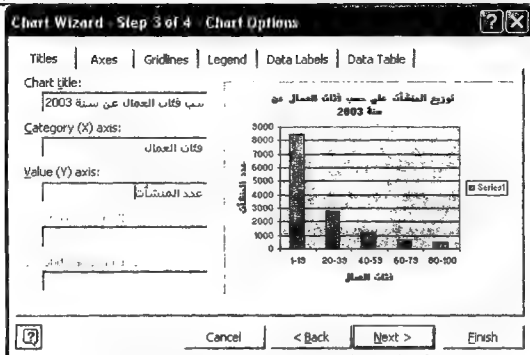 Chart Wizard - Step 3 of 4 - Chart Options
Titles
Axes
Gridlines
Legend
Data Labels
Data Table
Chart title:
سب فئات العمال عن سنة 2003
Category (X) axis:
فئات العمال
Value (Y) axis:
عدد المنشآت
توزيع المنشآت على حسب فئات العمال عن
سنة 2003
عدد المنشآت
9000
8000
7000
6000
5000
4000
3000
2000
1000
0
1-19
20-39
40-59
60-79
80-100
فئات العمال
Series1
Cancel
< Back
Next >
Finish